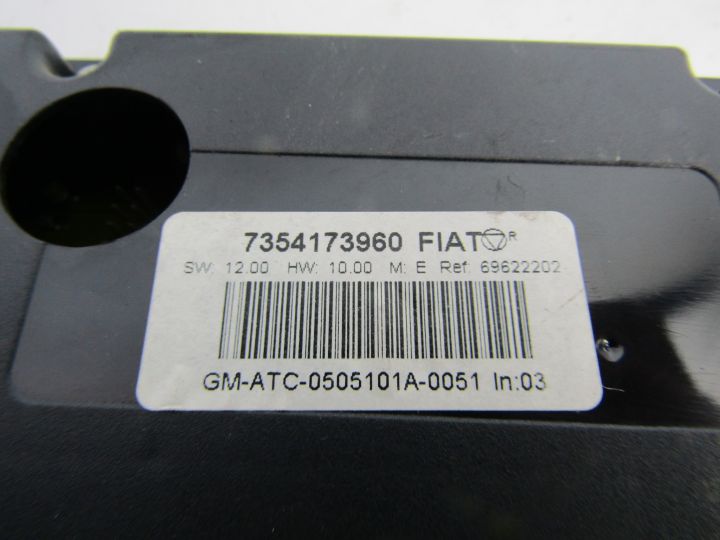 7354173960 FIAT R
SW: 12.00 HW: 10.00 M: E Ref: 69622202
GM-ATC-0505101A-0051 In:03